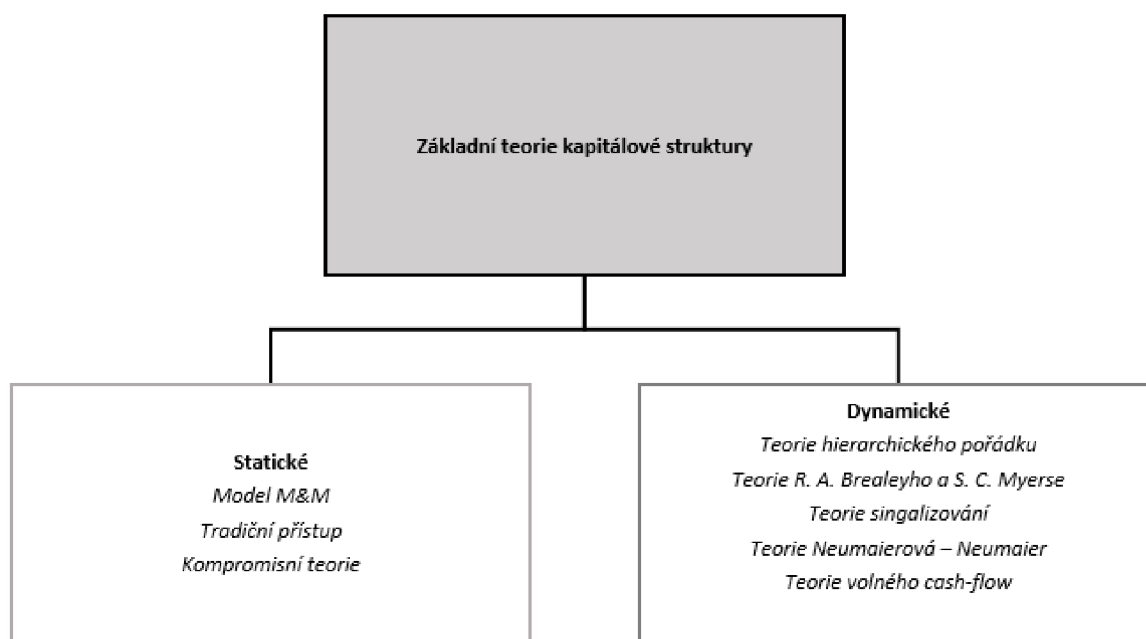 Základní teorie kapitálové struktury
Statické
Model M&M
Tradiční přístup
Kompromisní teorie
Dynamické
Teorie hierarchického pořádku
Teorie R. A. Brealeyho a S. C. Myerse
Teorie singalizování
Teorie Neumaierová – Neumaier
Teorie volného cash-flow